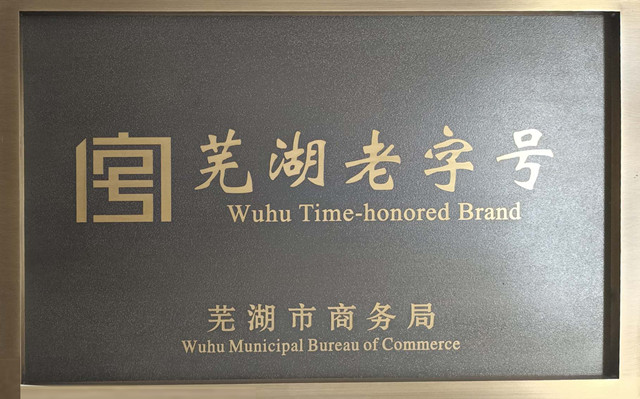 芜湖老字号
Wuhu Time-honored Brand
芜湖市商务局
Wuhu Municipal Bureau of Commerce